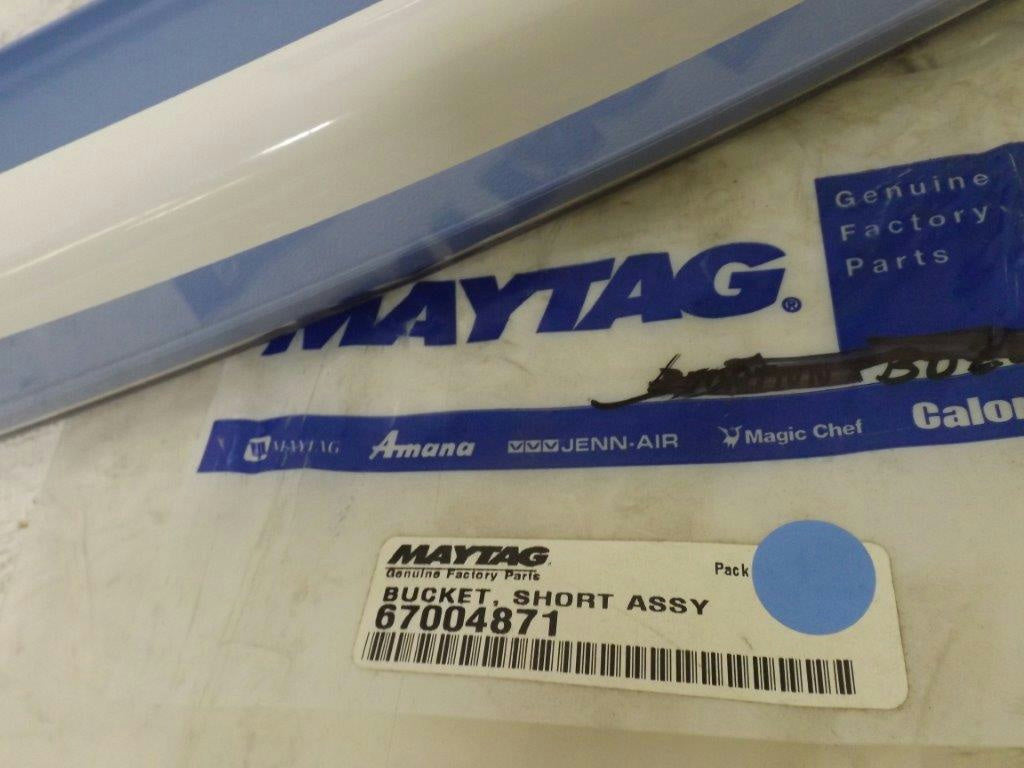 Genuine
Factory
Parts
MAYTAG®
MAYTAG Amana JENN-AIR Magic Chef Calor
MAYTAG
Genuine Factory Parts
Pack
BUCKET, SHORT ASSY
67004871